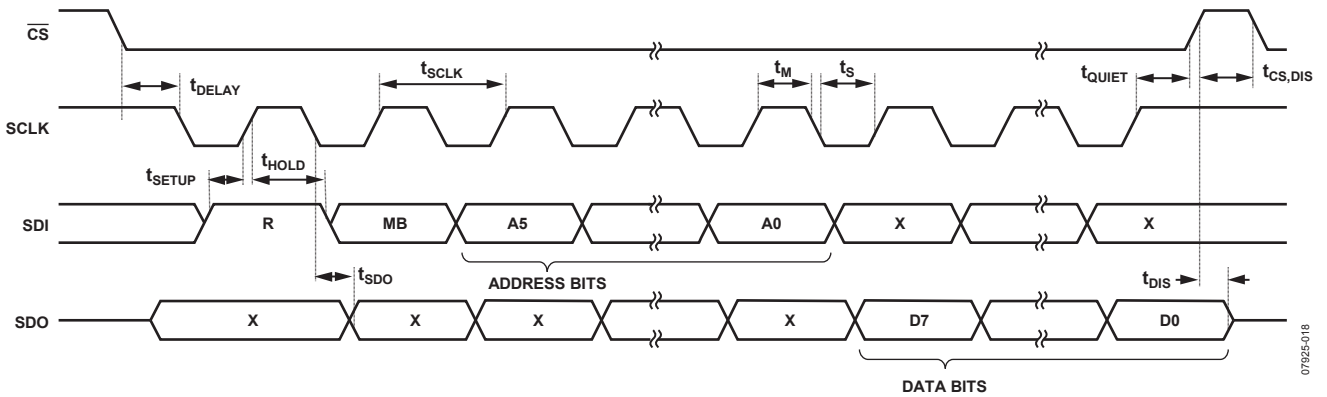 CS
tDELAY
tSCLK
tM
tS
tQUIET
tCS,DIS
SCLK
tSETUP
tHOLD
SDI
R
MB
A5
A0
X
X
tSDO
ADDRESS BITS
tDIS
SDO
X
X
X
X
D7
D0
DATA BITS
07925-018